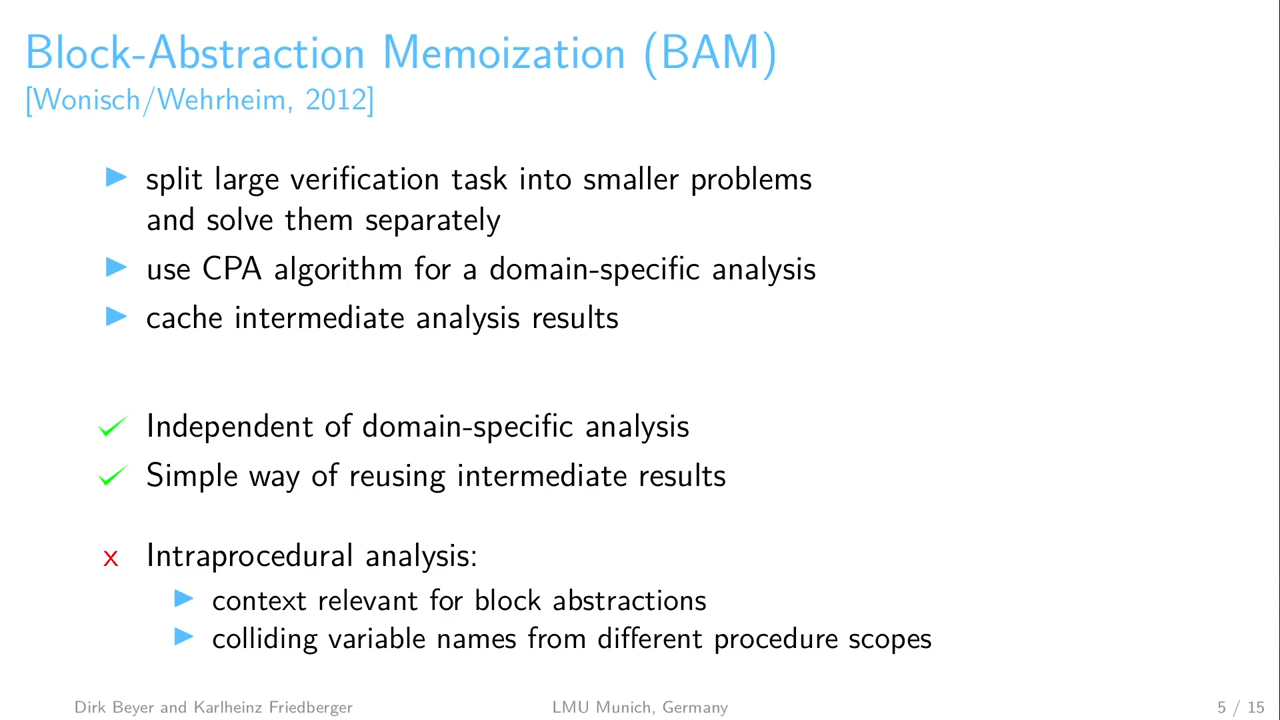 Block-Abstraction Memoization (BAM)
[Wonisch/Wehrheim, 2012]
split large verification task into smaller problems
and solve them separately
use CPA algorithm for a domain-specific analysis
cache intermediate analysis results
Independent of domain-specific analysis
Simple way of reusing intermediate results
x Intraprocedural analysis:
context relevant for block abstractions
colliding variable names from different procedure scopes
Dirk Beyer and Karlheinz Friedberger LMU Munich, Germany 5 / 15